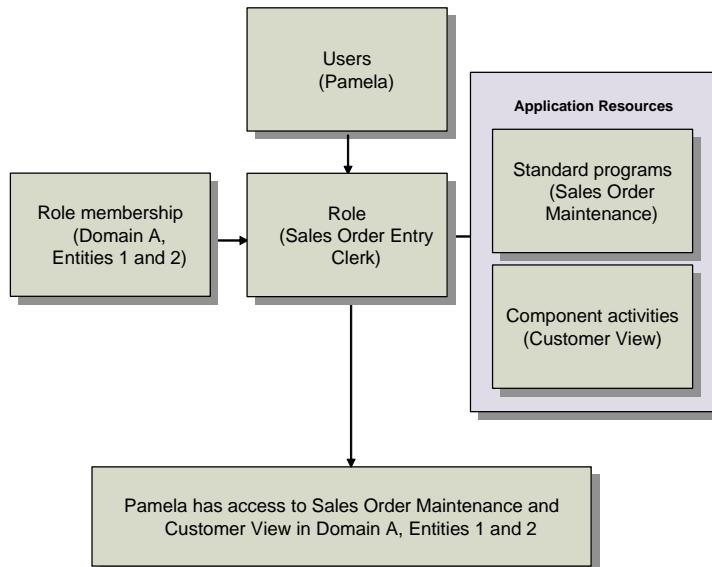 Users
(Pamela)
Application Resources
Standard programs
(Sales Order
Maintenance)
Role membership
(Domain A,
Entities 1 and 2)
Role
(Sales Order Entry
Clerk)
Component activities
(Customer View)
Pamela has access to Sales Order Maintenance and
Customer View in Domain A, Entities 1 and 2